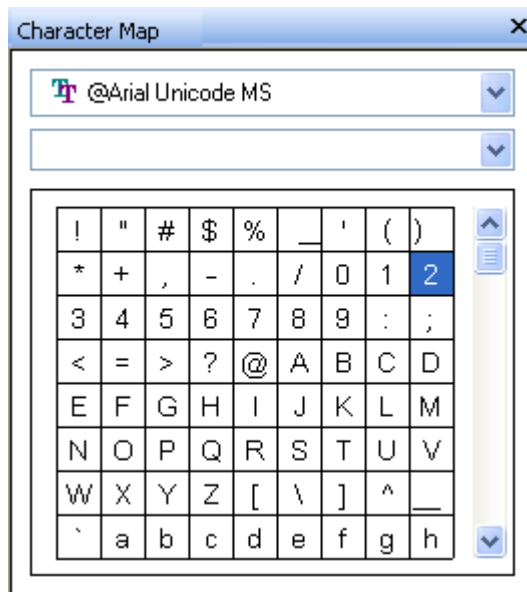 Character Map
@Arial Unicode MS
! " # $ % _ ' ( )
* + , - . / 0 1 2
3 4 5 6 7 8 9 : ;
< = > ? @ A B C D
E F G H I J K L M
N O P Q R S T U V
W X Y Z [ \ ] ^ _
` a b c d e f g h